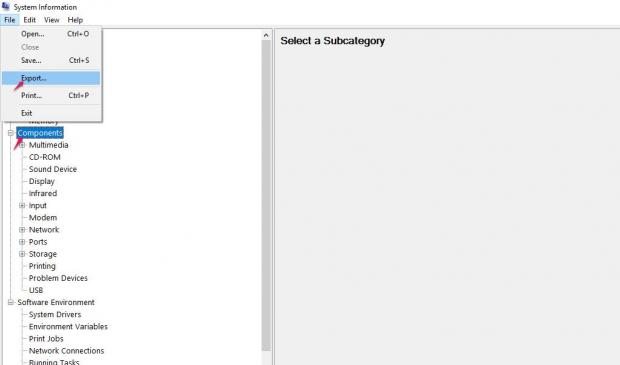 System Information
File Edit View Help
Open... Ctrl+O
Close
Save... Ctrl+S
Export...
Print... Ctrl+P
Exit
Memory
Components
Multimedia
CD-ROM
Sound Device
Display
Infrared
Input
Modem
Network
Ports
Storage
Printing
Problem Devices
USB
Software Environment
System Drivers
Environment Variables
Print Jobs
Network Connections
Running Tasks
Select a Subcategory